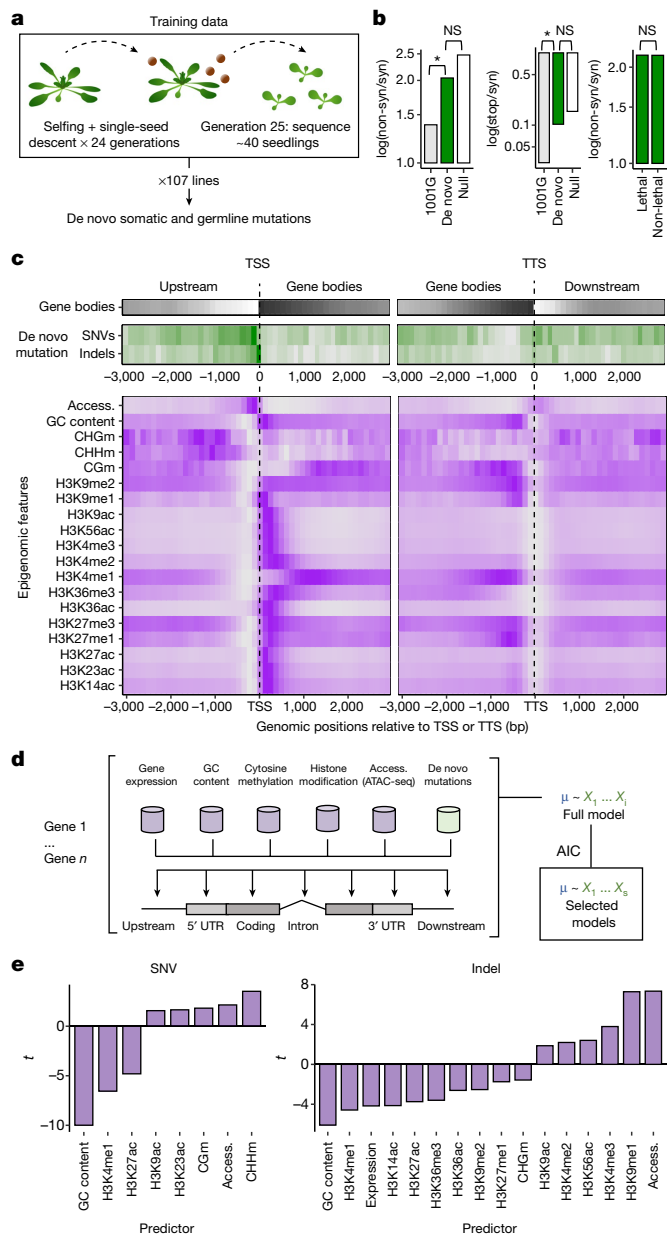 a
Training data
Selfing + single-seed
descent × 24 generations
Generation 25: sequence
~40 seedlings
×107 lines
De novo somatic and germline mutations
b
NS
*
log(non-syn/syn)
2.5
2.0
1.0
1001G
De novo
Null
NS
*
log(stop/syn)
0.5
0.1
0.05
1001G
De novo
Null
NS
log(non-syn/syn)
2.0
1.0
Lethal
Non-lethal
c
TSS
TTS
Upstream
Gene bodies
Gene bodies
Downstream
Gene bodies
De novo
mutation
SNVs
Indels
−3,000 −2,000 −1,000 0 1,000 2,000
−3,000 −2,000 −1,000 0 1,000 2,000
Epigenomic features
Access.
GC content
CHGm
CHHm
CGm
H3K9me2
H3K9me1
H3K9ac
H3K56ac
H3K4me3
H3K4me2
H3K4me1
H3K36me3
H3K36ac
H3K27me3
H3K27me1
H3K27ac
H3K23ac
H3K14ac
−3,000 −2,000 −1,000 TSS 1,000 2,000
−3,000 −2,000 −1,000 TTS 1,000 2,000
Genomic positions relative to TSS or TTS (bp)
d
Gene
expression
GC
content
Cytosine
methylation
Histone
modification
Access.
(ATAC-seq)
De novo
mutations
Gene 1
...
Gene n
Upstream
5′ UTR
Coding
Intron
3′ UTR
Downstream
μ ~ X1 ... Xi
Full model
AIC
μ ~ X1 ... Xs
Selected
models
e
SNV
t
0
−5
−10
GC content
H3K4me1
H3K27ac
H3K9ac
H3K23ac
CGm
Access.
CHHm
Predictor
Indel
t
8
4
0
−4
GC content
H3K4me1
Expression
H3K14ac
H3K27ac
H3K36me3
H3K36ac
H3K9me2
H3K27me1
CHGm
H3K9ac
H3K4me2
H3K56ac
H3K4me3
H3K9me1
Access.
Predictor